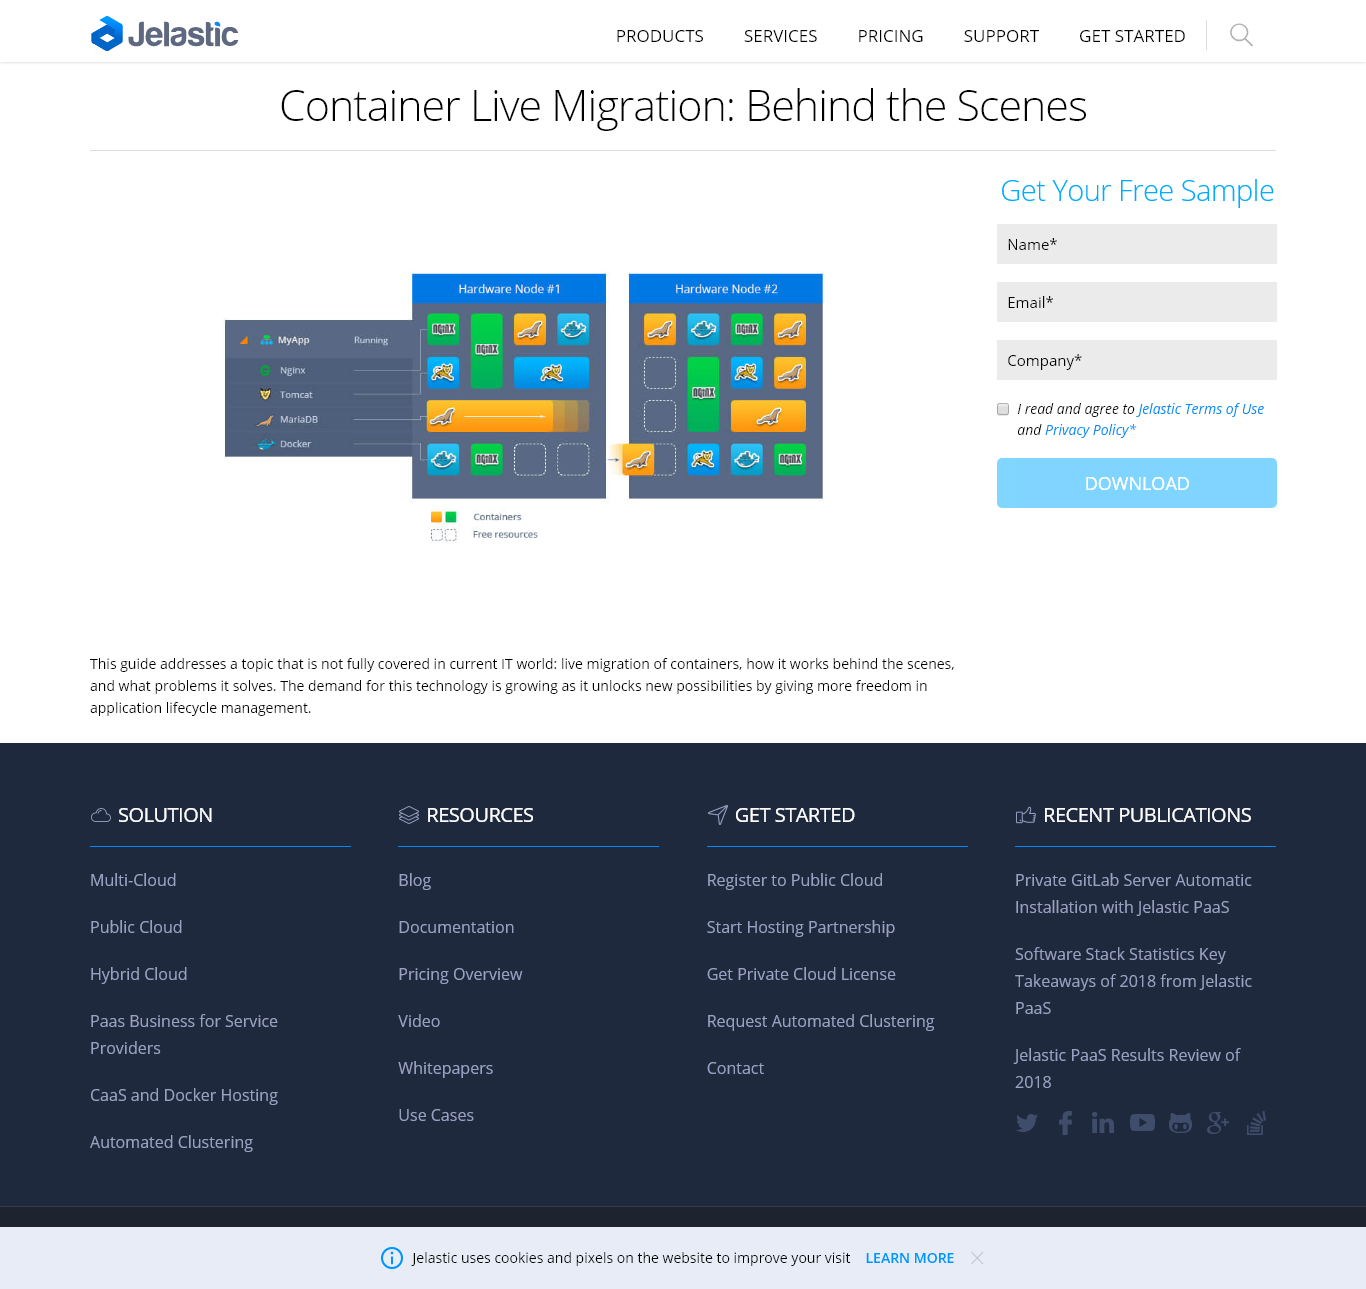 Jelastic
PRODUCTS SERVICES PRICING SUPPORT GET STARTED
Container Live Migration: Behind the Scenes
Get Your Free Sample
Name*
Email*
Company*
I read and agree to Jelastic Terms of Use
and Privacy Policy*
DOWNLOAD
Hardware Node #1
Hardware Node #2
MyApp Running
Nginx
Tomcat
MariaDB
Docker
NGINX
NGINX
NGINX
NGINX
NGINX
NGINX
Containers
Free resources
This guide addresses a topic that is not fully covered in current IT world: live migration of containers, how it works behind the scenes,
and what problems it solves. The demand for this technology is growing as it unlocks new possibilities by giving more freedom in
application lifecycle management.
SOLUTION
Multi-Cloud
Public Cloud
Hybrid Cloud
Paas Business for Service
Providers
CaaS and Docker Hosting
Automated Clustering
RESOURCES
Blog
Documentation
Pricing Overview
Video
Whitepapers
Use Cases
GET STARTED
Register to Public Cloud
Start Hosting Partnership
Get Private Cloud License
Request Automated Clustering
Contact
RECENT PUBLICATIONS
Private GitLab Server Automatic
Installation with Jelastic PaaS
Software Stack Statistics Key
Takeaways of 2018 from Jelastic
PaaS
Jelastic PaaS Results Review of
2018
Jelastic uses cookies and pixels on the website to improve your visit LEARN MORE